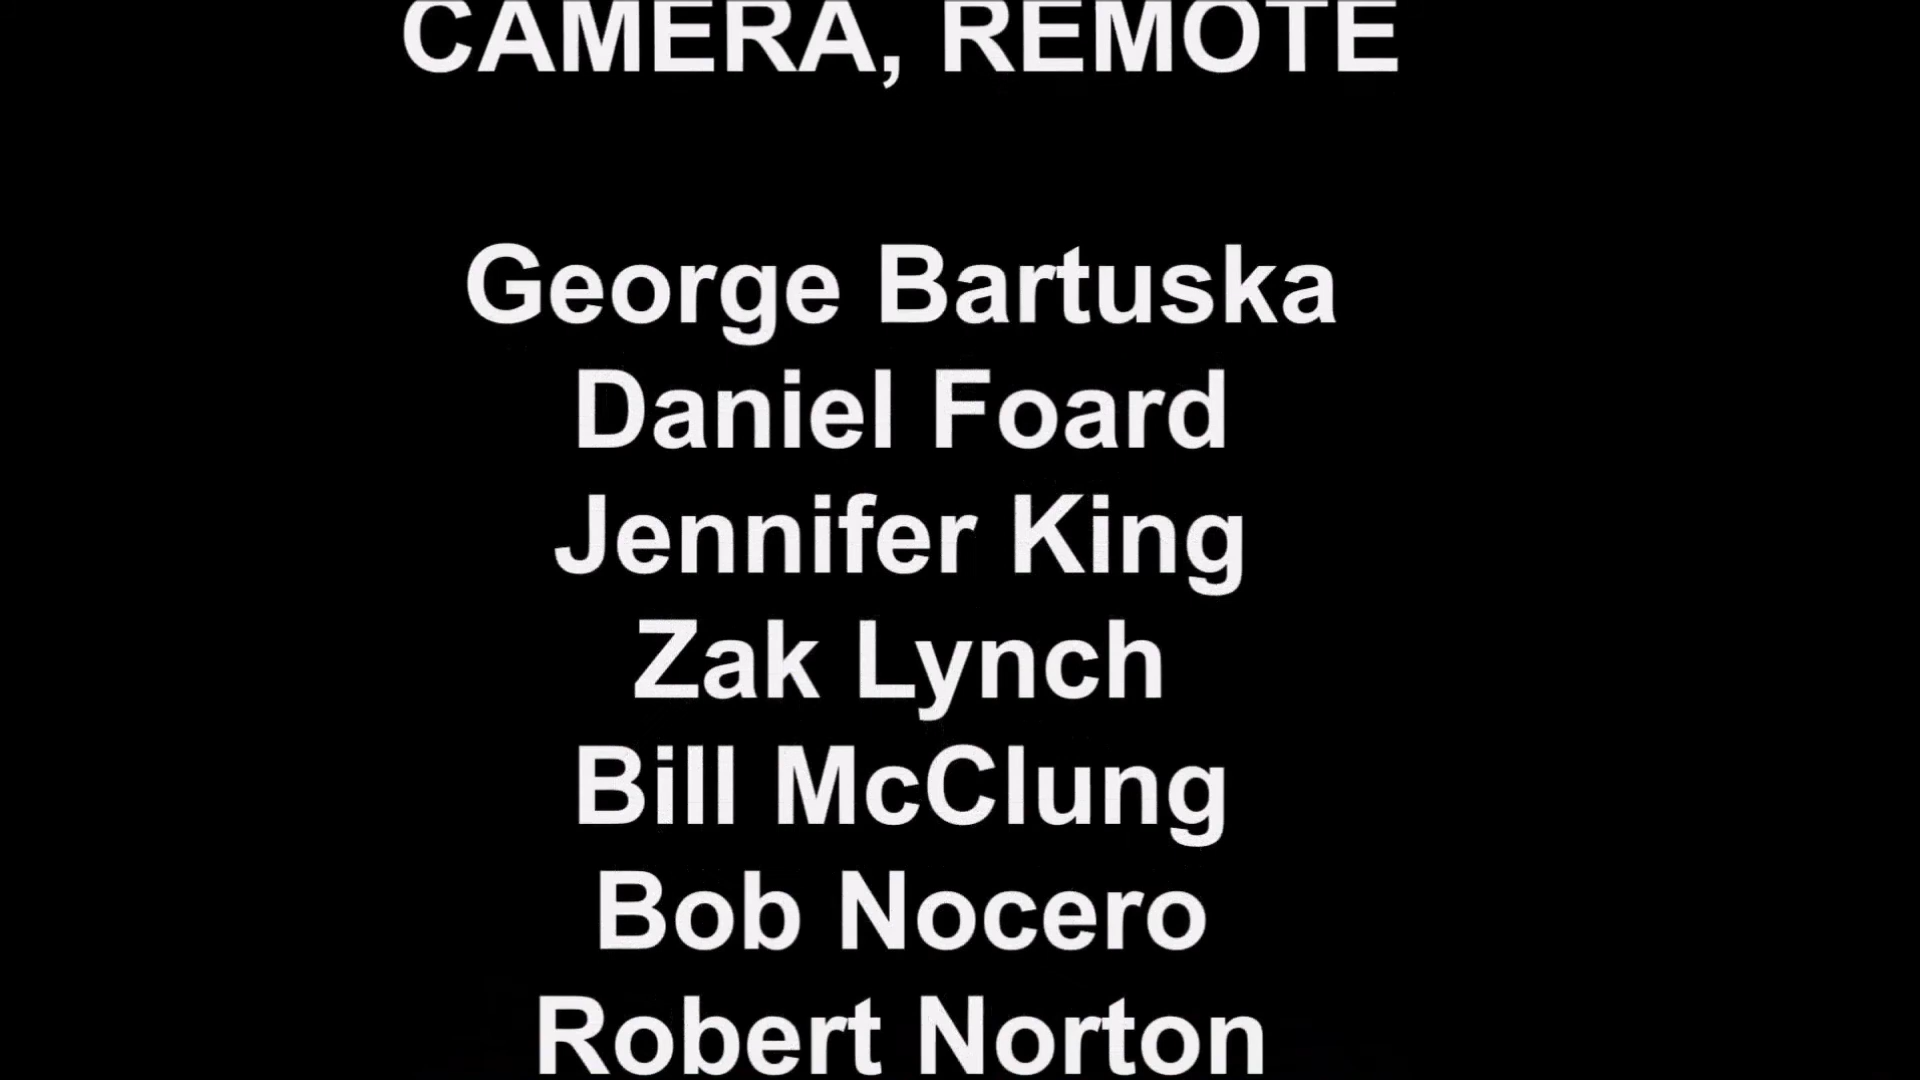 CAMERA, REMOTE
George Bartuska
Daniel Foard
Jennifer King
Zak Lynch
Bill McClung
Bob Nocero
Robert Norton